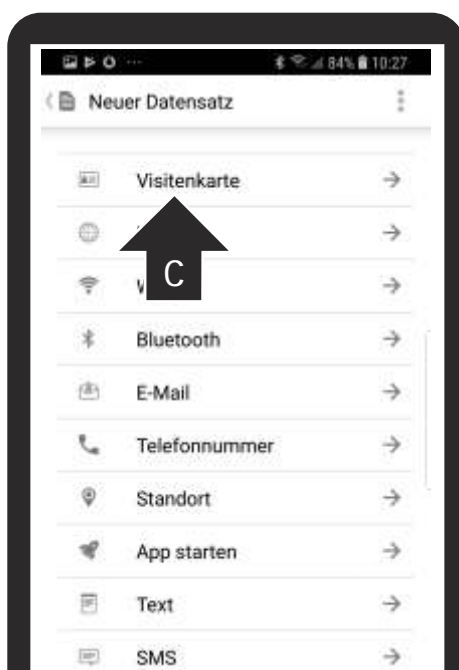 84% 10:27
Neuer Datensatz
Visitenkarte
C
Bluetooth
E-Mail
Telefonnummer
Standort
App starten
Text
SMS